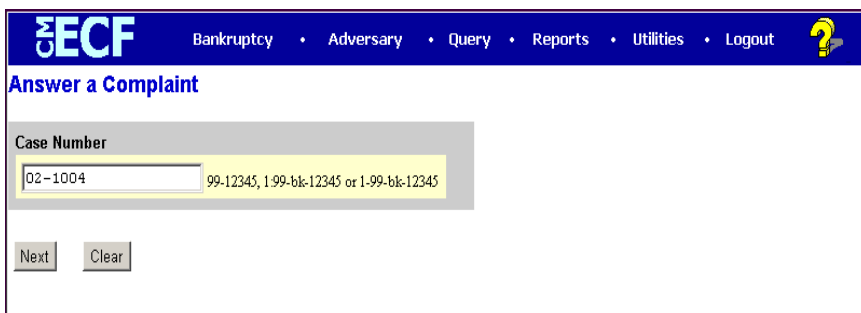 CM ECF Bankruptcy • Adversary • Query • Reports • Utilities • Logout ?
Answer a Complaint
Case Number
02-1004 99-12345, 1:99-bk-12345 or 1-99-bk-12345
Next Clear